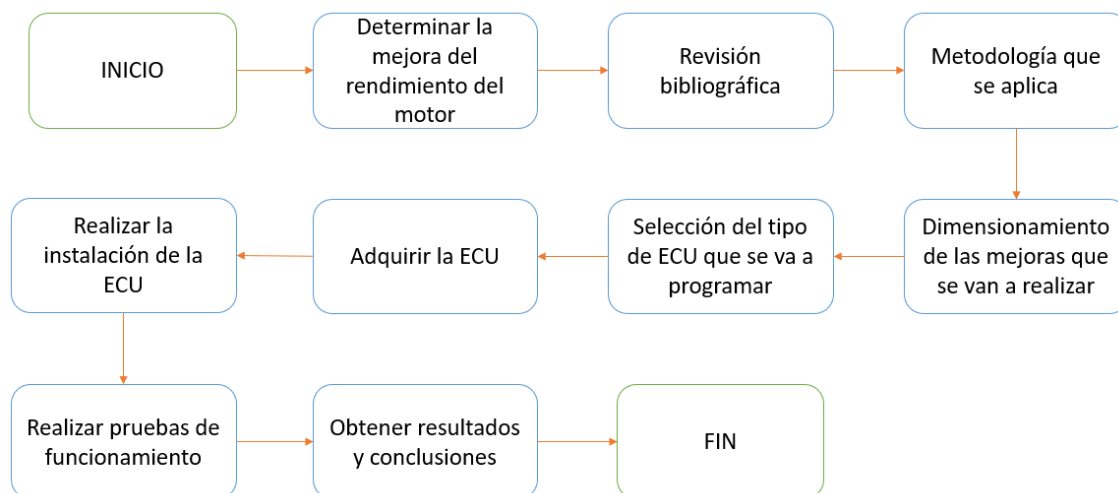 INICIO
Determinar la
mejora del
rendimiento del
motor
Revisión
bibliográfica
Metodología que
se aplica
Dimensionamiento
de las mejoras que
se van a realizar
Selección del tipo
de ECU que se va a
programar
Adquirir la ECU
Realizar la
instalación de la
ECU
Realizar pruebas de
funcionamiento
Obtener resultados
y conclusiones
FIN